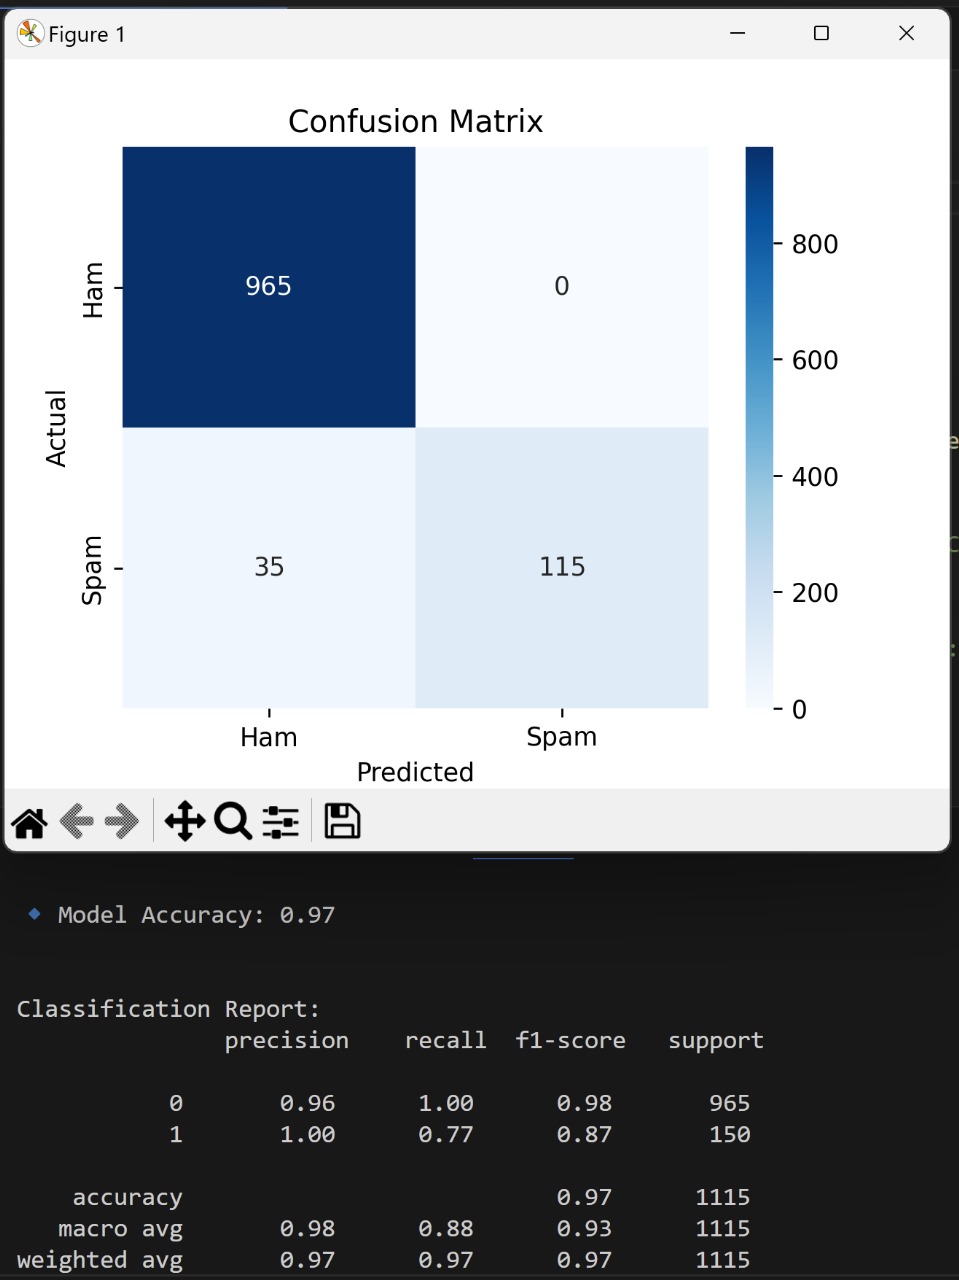 Figure 1
Confusion Matrix
Ham
965
0
800
600
Actual
400
Spam
35
115
200
0
Ham
Spam
Predicted
Model Accuracy: 0.97
Classification Report:
precision recall f1-score support
0 0.96 1.00 0.98 965
1 1.00 0.77 0.87 150
accuracy 0.97 1115
macro avg 0.98 0.88 0.93 1115
weighted avg 0.97 0.97 0.97 1115